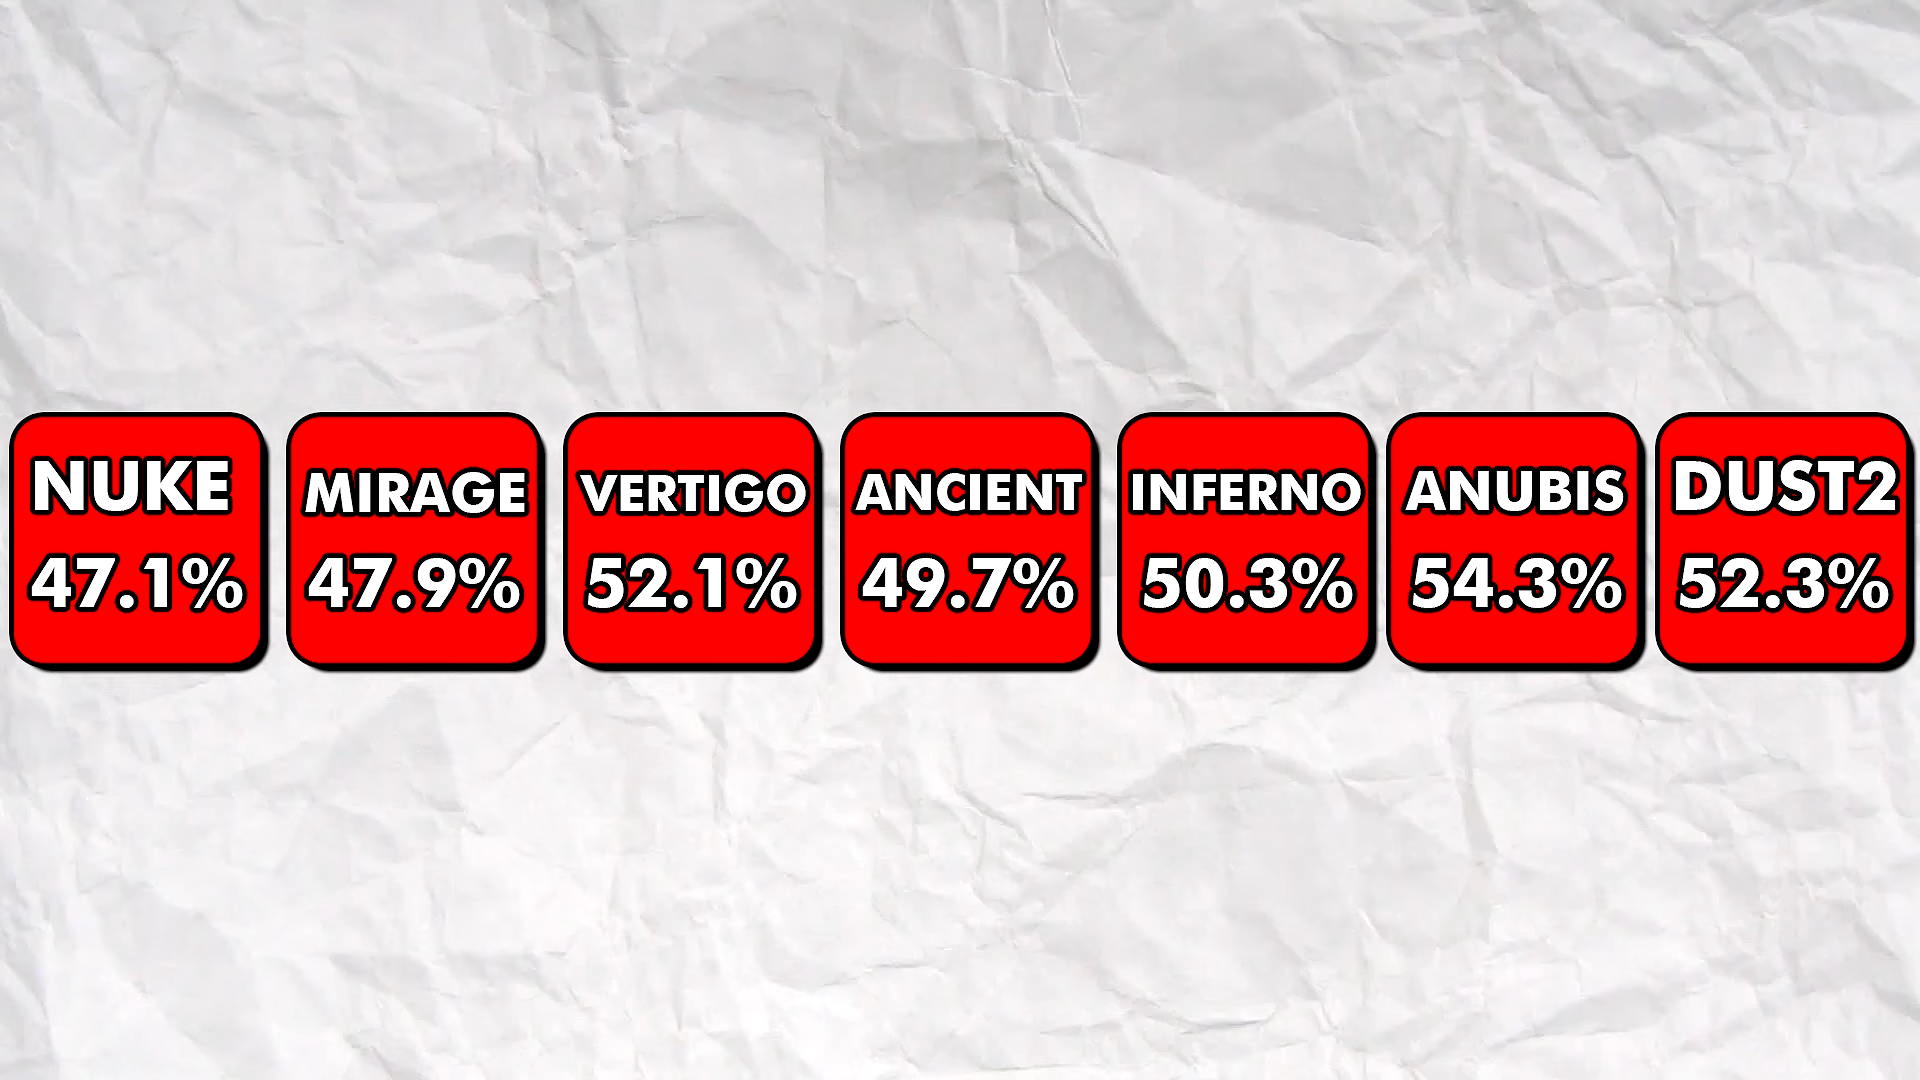 NUKE
47.1%
MIRAGE
47.9%
VERTIGO
52.1%
ANCIENT
49.7%
INFERNO
50.3%
ANUBIS
54.3%
DUST2
52.3%